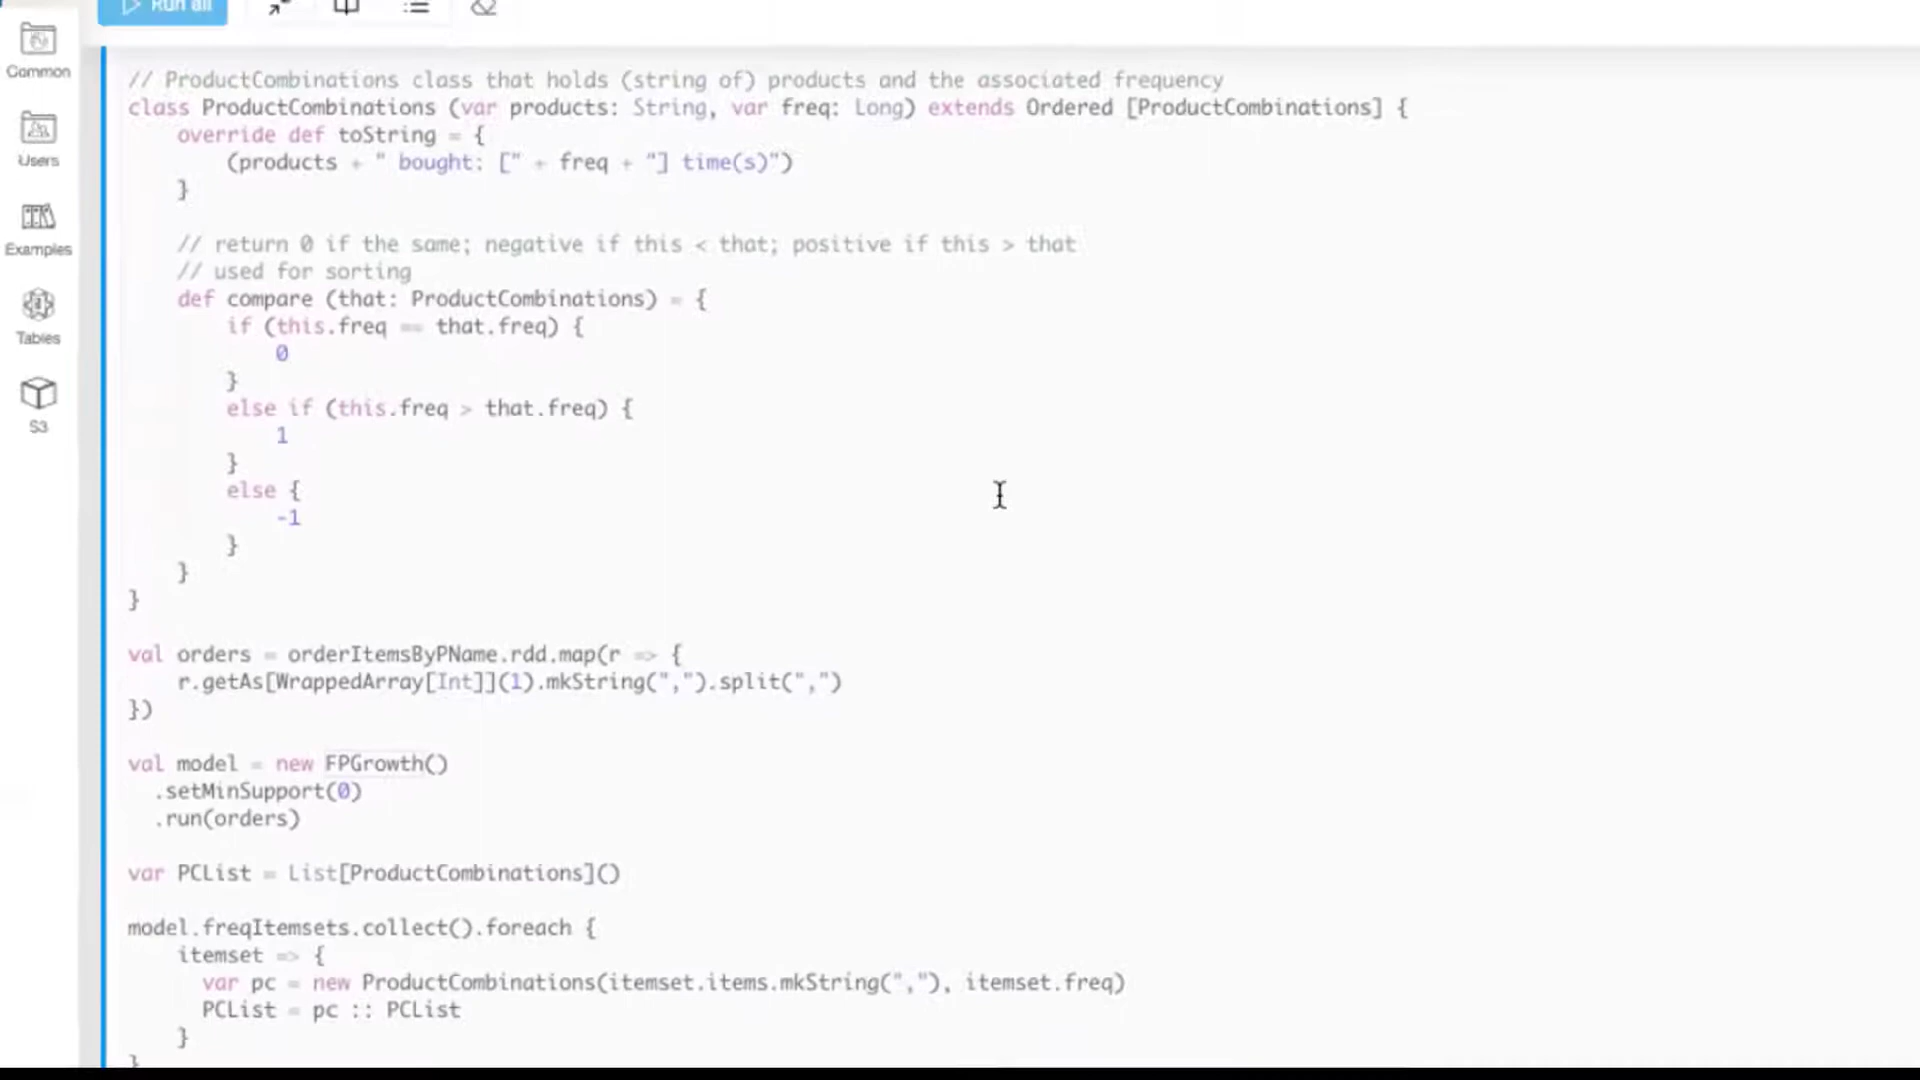 Run all
Common
Users
Examples
Tables
S3
// ProductCombinations class that holds (string of) products and the associated frequency
class ProductCombinations (var products: String, var freq: Long) extends Ordered [ProductCombinations] {
    override def toString = {
        (products + " bought: [" + freq + "] time(s)")
    }

    // return 0 if the same; negative if this < that; positive if this > that
    // used for sorting
    def compare (that: ProductCombinations) = {
        if (this.freq == that.freq) {
            0
        }
        else if (this.freq > that.freq) {
            1
        }
        else {
            -1
        }
    }
}

val orders = orderItemsByPName.rdd.map(r => {
    r.getAs[WrappedArray[Int]](1).mkString(",").split(",")
})

val model = new FPGrowth()
  .setMinSupport(0)
  .run(orders)

var PCList = List[ProductCombinations]()

model.freqItemsets.collect().foreach {
    itemset => {
      var pc = new ProductCombinations(itemset.items.mkString(","), itemset.freq)
      PCList = pc :: PCList
    }
}